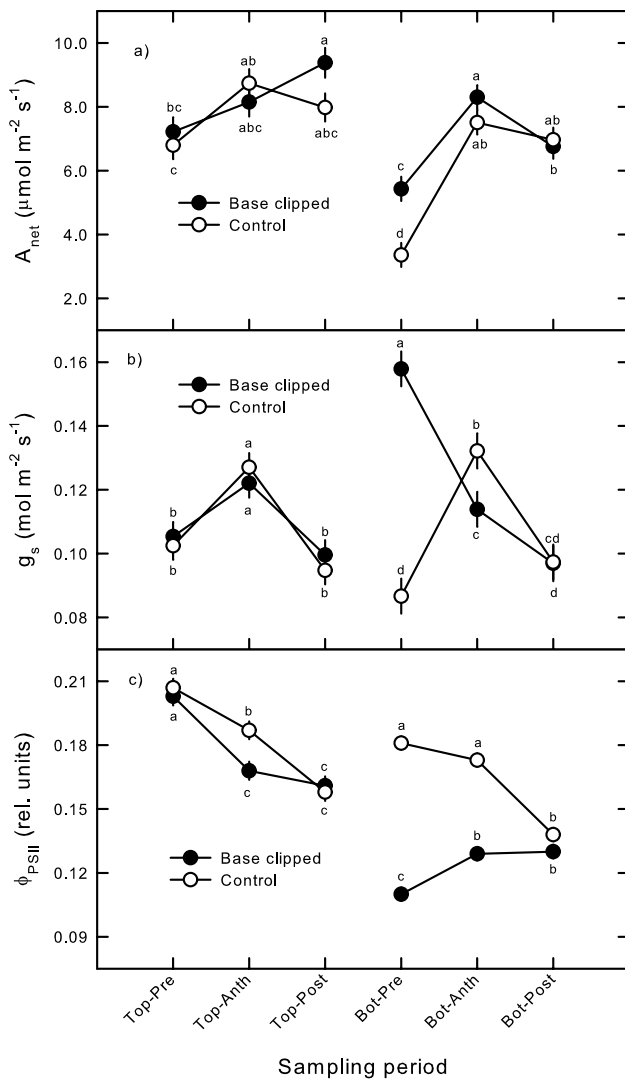 a)
10.0
8.0
6.0
4.0
2.0
A_net (μmol m⁻² s⁻¹)
bc
c
ab
abc
a
abc
c
d
a
ab
ab
b
Base clipped
Control
b)
0.16
0.14
0.12
0.10
0.08
g_s (mol m⁻² s⁻¹)
Base clipped
Control
b
b
a
a
b
b
a
d
b
c
cd
d
c)
0.21
0.18
0.15
0.12
0.09
ϕ_PSII (rel. units)
a
a
b
c
c
c
a
c
a
b
b
b
Base clipped
Control
Top-Pre
Top-Anth
Top-Post
Bot-Pre
Bot-Anth
Bot-Post
Sampling period